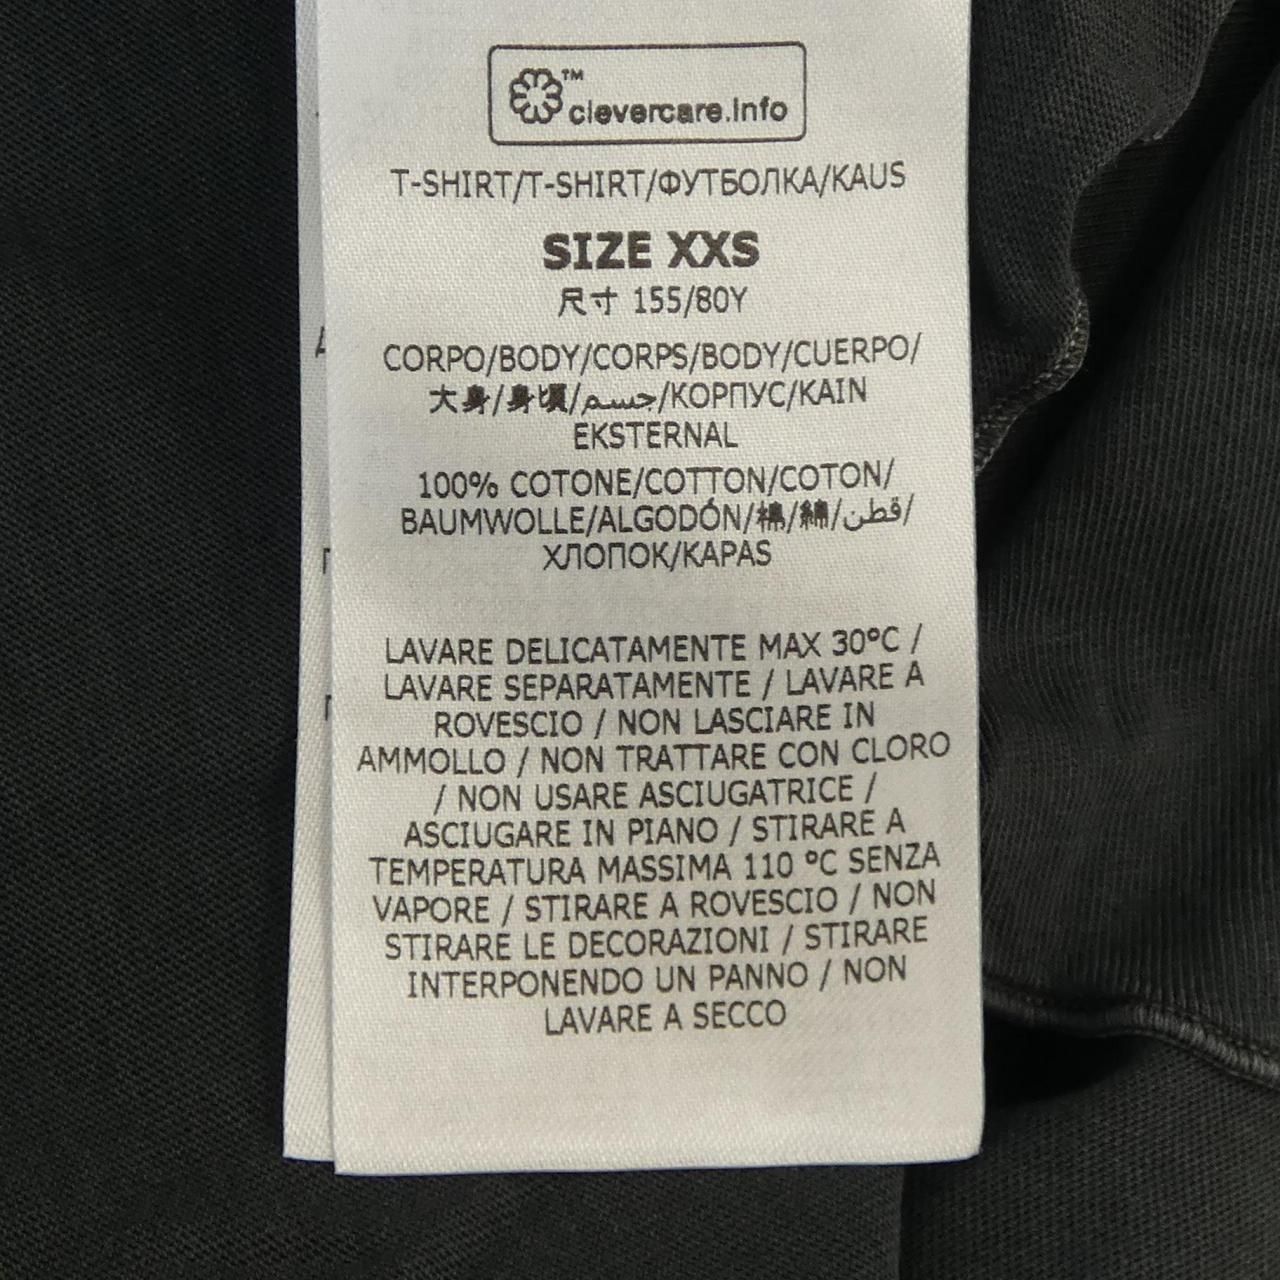 ™ clevercare.info
T-SHIRT/T-SHIRT/ФУТБОЛКА/KAUS
SIZE XXS
尺寸 155/80Y
CORPO/BODY/CORPS/BODY/CUERPO/
大身/身頃/جسم/КОРПУС/KAIN
EKSTERNAL
100% COTONE/COTTON/COTON/
BAUMWOLLE/ALGODÓN/棉/綿/قطن/
ХЛОПОК/KAPAS
LAVARE DELICATAMENTE MAX 30°C /
LAVARE SEPARATAMENTE / LAVARE A
ROVESCIO / NON LASCIARE IN
AMMOLLO / NON TRATTARE CON CLORO
/ NON USARE ASCIUGATRICE /
ASCIUGARE IN PIANO / STIRARE A
TEMPERATURA MASSIMA 110 °C SENZA
VAPORE / STIRARE A ROVESCIO / NON
STIRARE LE DECORAZIONI / STIRARE
INTERPONENDO UN PANNO / NON
LAVARE A SECCO